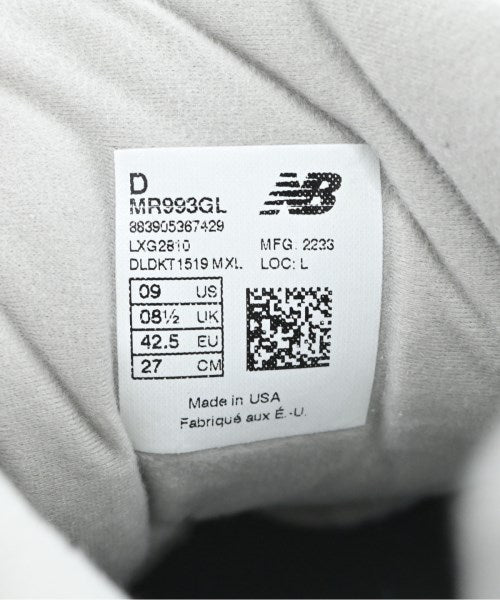 D
MR993GL
NB
883905367429
LXG2810 MFG. 2233
DLDKT1519 MXL LOC: L
09 US
08½ UK
42.5 EU
27 CM
Made in USA
Fabriqué aux É.-U.